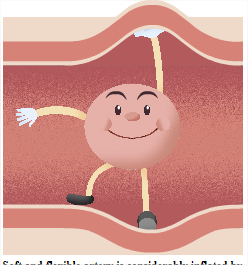 Soft and flexible artery is considerably inflated by